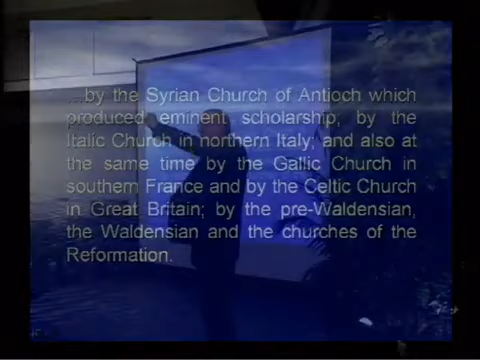 ...by the Syrian Church of Antioch which
produced eminent scholarship, by the
Italic Church in northern Italy; and also at
the same time by the Gallic Church in
southern France and by the Celtic Church
in Great Britain; by the pre-Waldensian,
the Waldensian and the churches of the
Reformation.